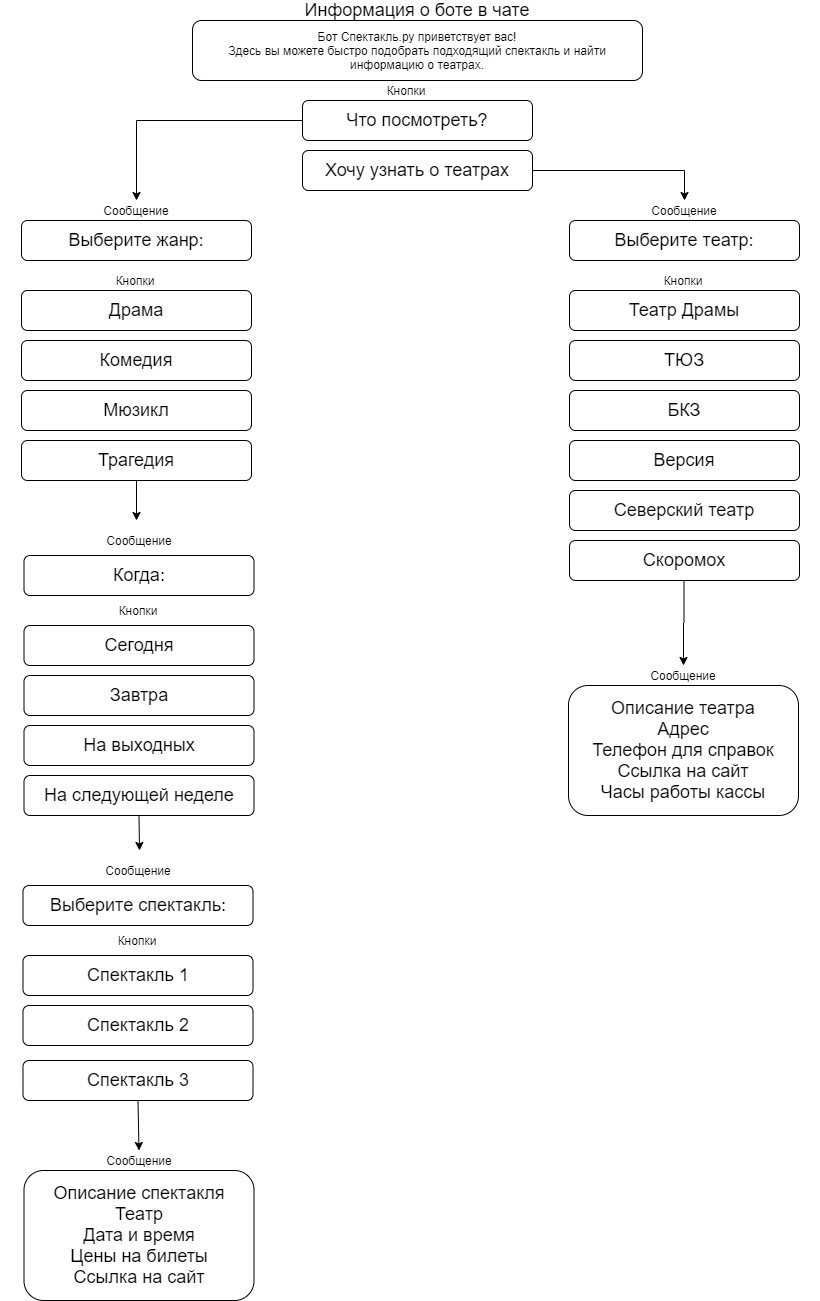 Информация о боте в чате
Бот Спектакль.ру приветствует вас!
Здесь вы можете быстро подобрать подходящий спектакль и найти
информацию о театрах.
Кнопки
Что посмотреть?
Хочу узнать о театрах
Сообщение
Выберите жанр:
Кнопки
Драма
Комедия
Мюзикл
Трагедия
Сообщение
Когда:
Кнопки
Сегодня
Завтра
На выходных
На следующей неделе
Сообщение
Выберите спектакль:
Кнопки
Спектакль 1
Спектакль 2
Спектакль 3
Сообщение
Описание спектакля
Театр
Дата и время
Цены на билеты
Ссылка на сайт
Сообщение
Выберите театр:
Кнопки
Театр Драмы
ТЮЗ
БКЗ
Версия
Северский театр
Скоромох
Сообщение
Описание театра
Адрес
Телефон для справок
Ссылка на сайт
Часы работы кассы